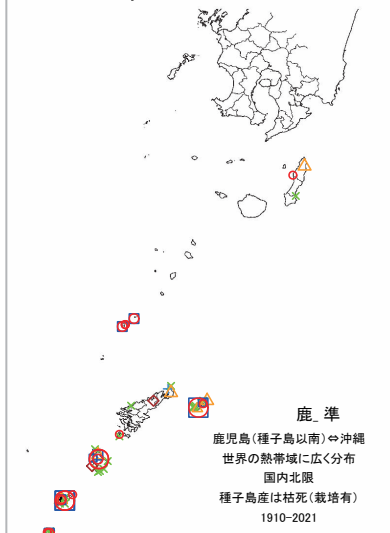 鹿_準
鹿児島(種子島以南)⇔沖縄
世界の熱帯域に広く分布
国内北限
種子島産は枯死(栽培有)
1910-2021